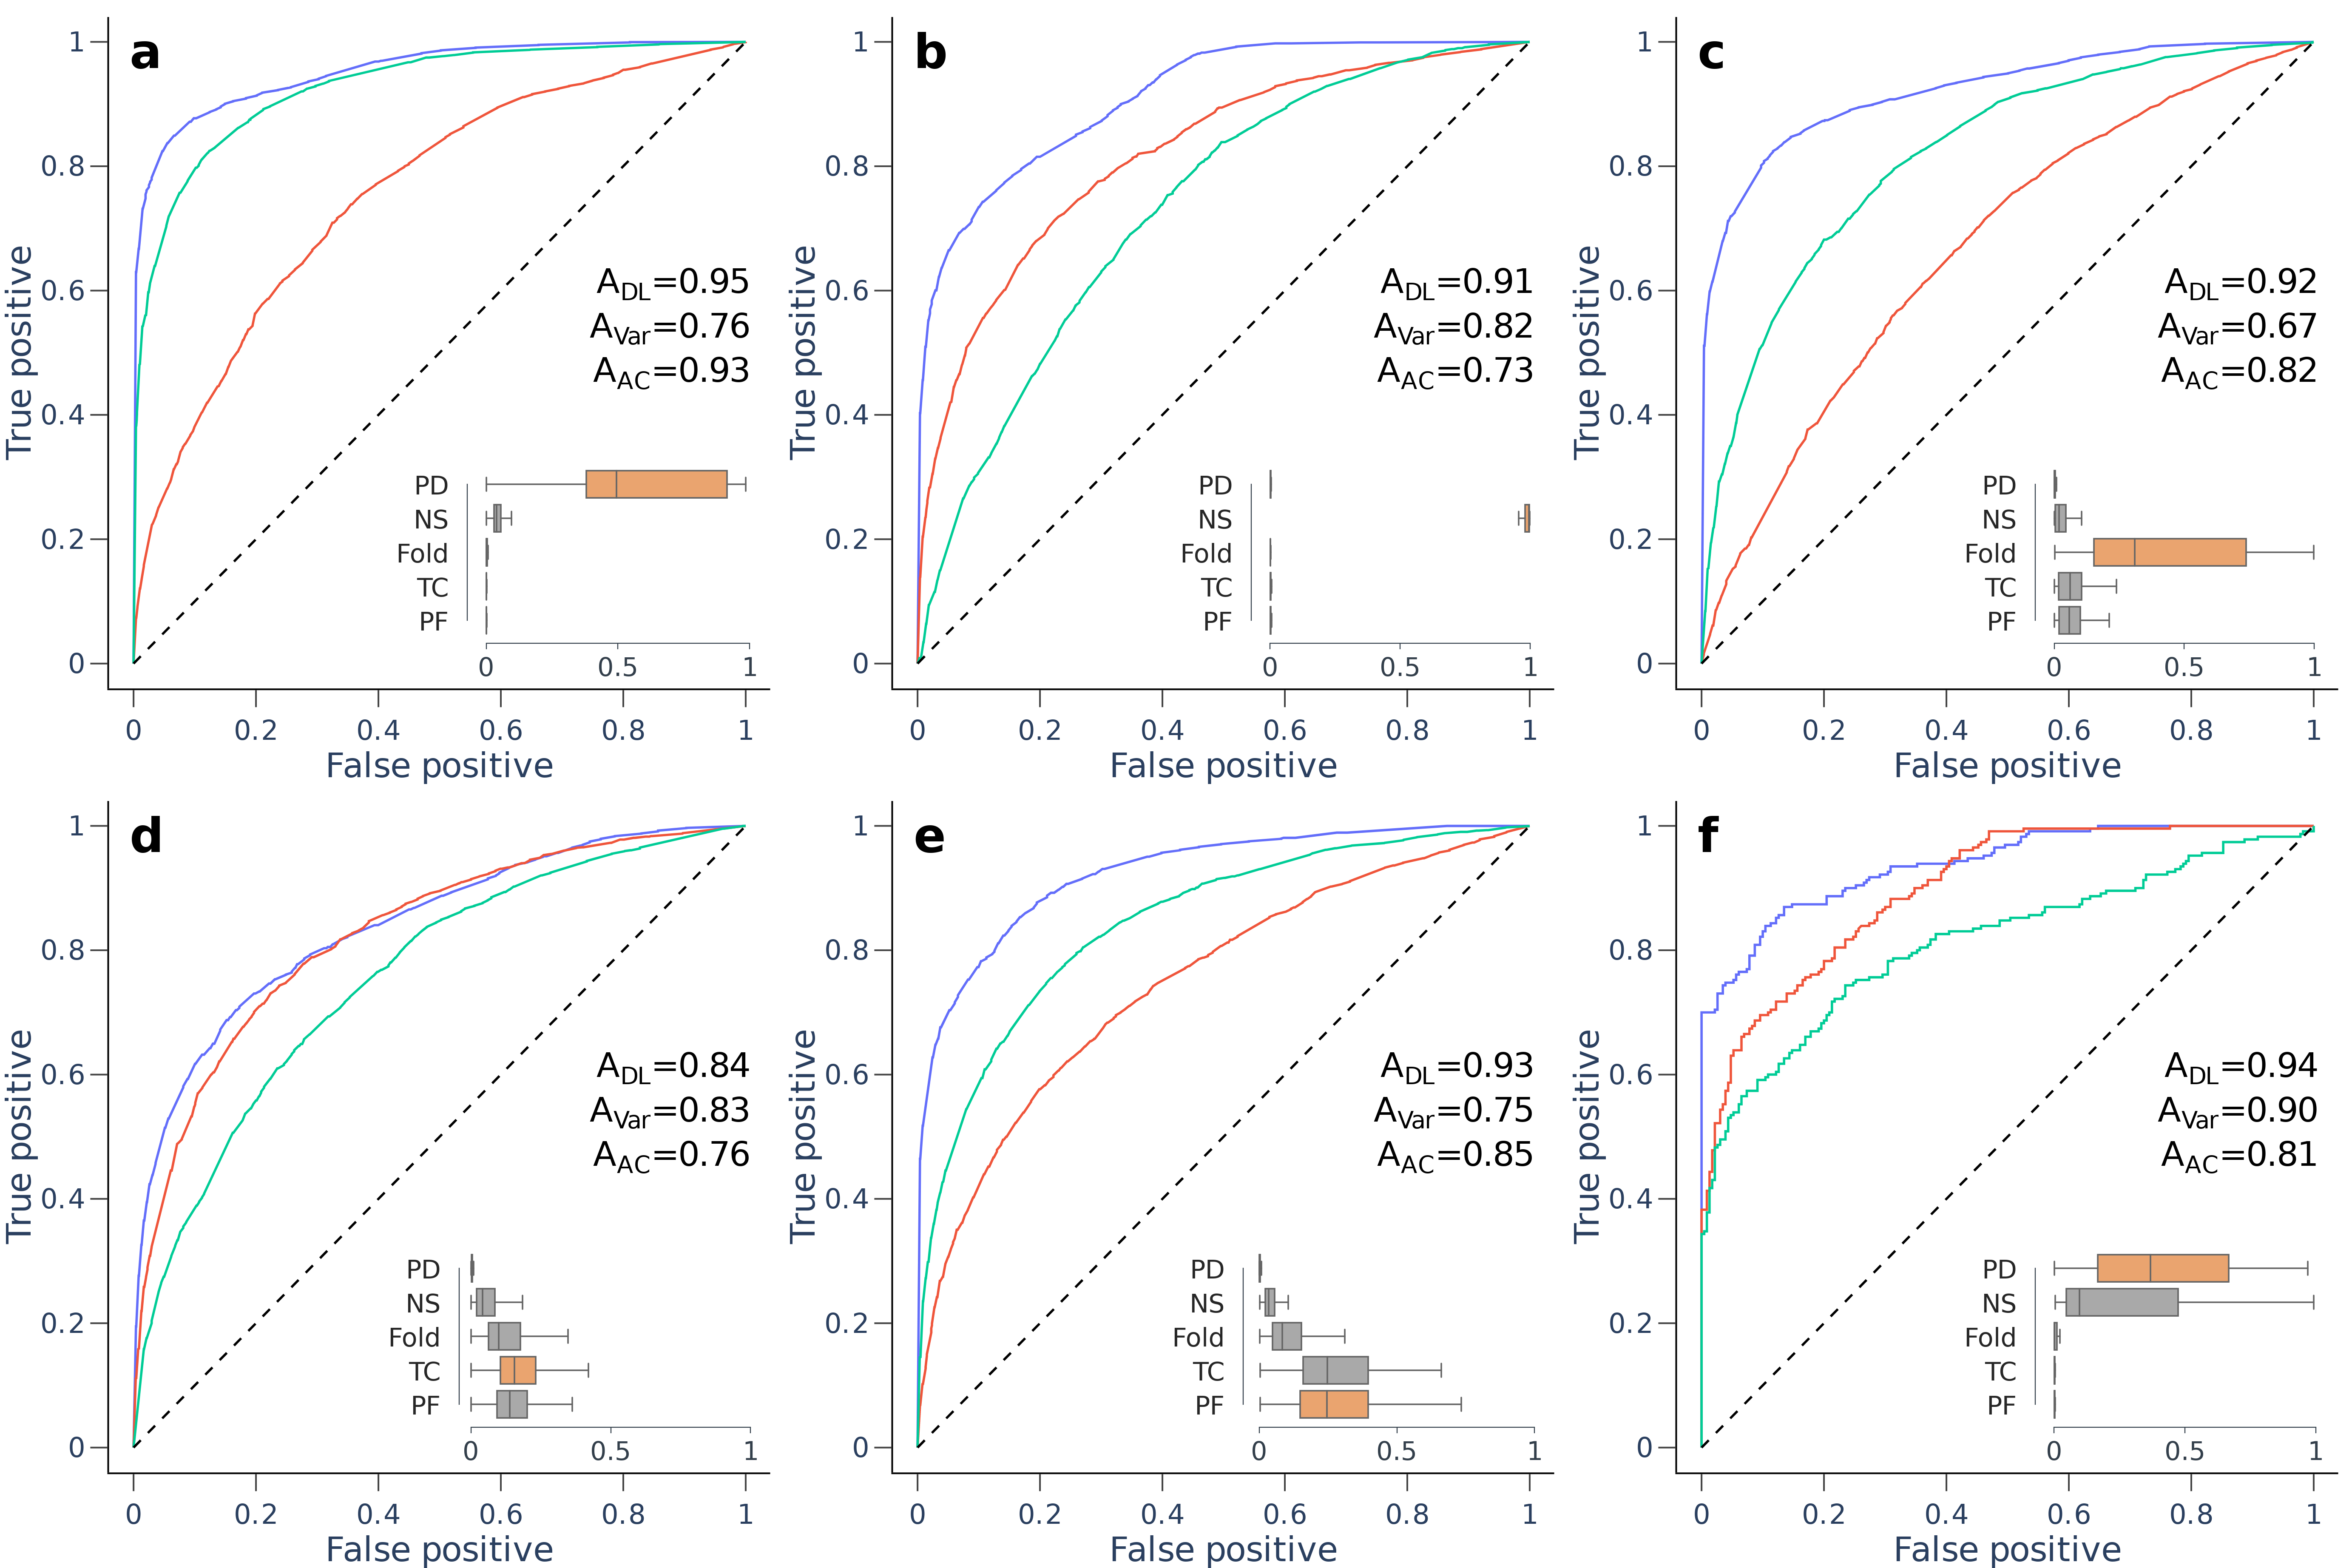 a
1
0.8
0.6
0.4
0.2
0
True positive
A_DL=0.95
A_Var=0.76
A_AC=0.93
PD
NS
Fold
TC
PF
0 0.5 1
0 0.2 0.4 0.6 0.8 1
False positive
b
1
0.8
0.6
0.4
0.2
0
True positive
A_DL=0.91
A_Var=0.82
A_AC=0.73
PD
NS
Fold
TC
PF
0 0.5 1
0 0.2 0.4 0.6 0.8 1
False positive
c
1
0.8
0.6
0.4
0.2
0
True positive
A_DL=0.92
A_Var=0.67
A_AC=0.82
PD
NS
Fold
TC
PF
0 0.5 1
0 0.2 0.4 0.6 0.8 1
False positive
d
1
0.8
0.6
0.4
0.2
0
True positive
A_DL=0.84
A_Var=0.83
A_AC=0.76
PD
NS
Fold
TC
PF
0 0.5 1
0 0.2 0.4 0.6 0.8 1
False positive
e
1
0.8
0.6
0.4
0.2
0
True positive
A_DL=0.93
A_Var=0.75
A_AC=0.85
PD
NS
Fold
TC
PF
0 0.5 1
0 0.2 0.4 0.6 0.8 1
False positive
f
1
0.8
0.6
0.4
0.2
0
True positive
A_DL=0.94
A_Var=0.90
A_AC=0.81
PD
NS
Fold
TC
PF
0 0.5 1
0 0.2 0.4 0.6 0.8 1
False positive